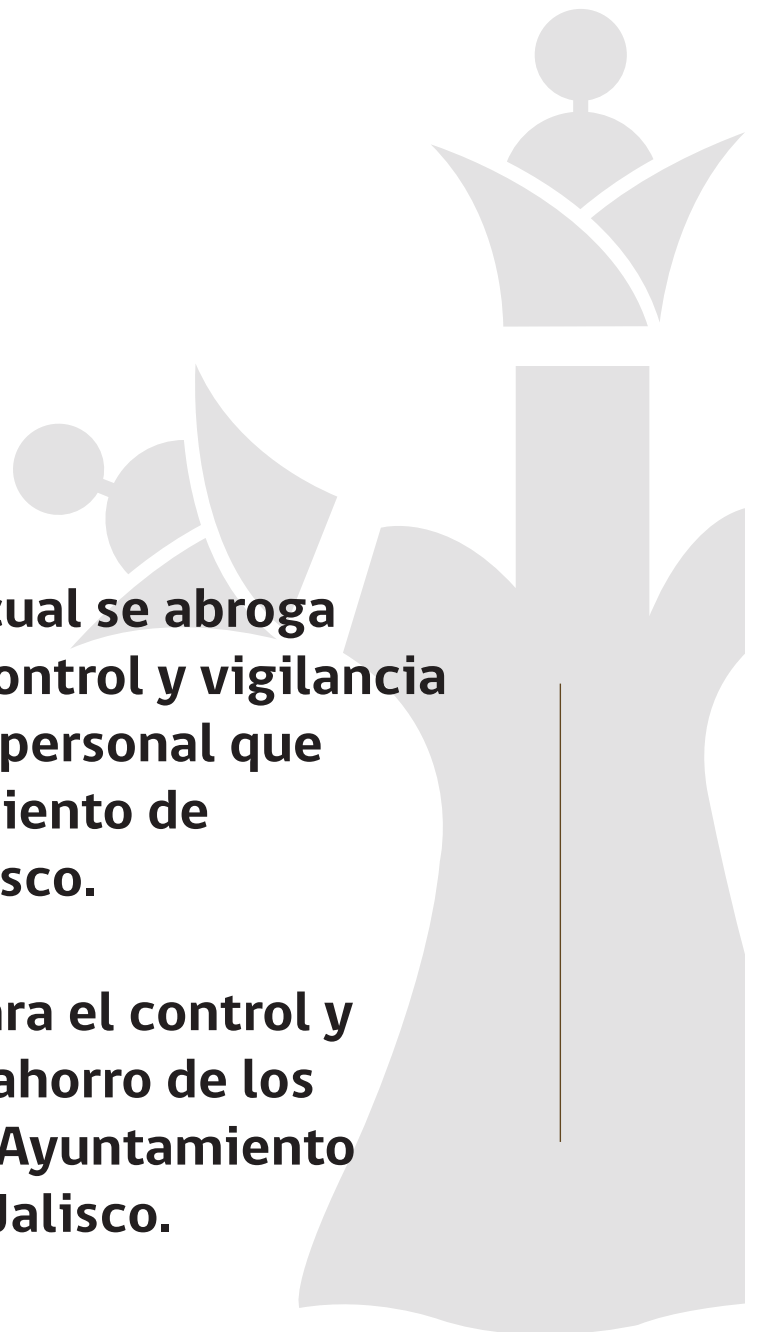 cual se abroga
ontrol y vigilancia
personal que
iento de
sco.
ra el control y
ahorro de los
Ayuntamiento
Jalisco.